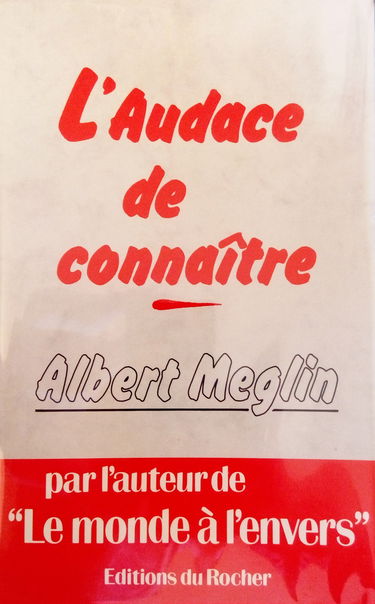 L'Audace
de
connaître
Albert Meglin
par l'auteur de
“Le monde à l'envers”
Editions du Rocher